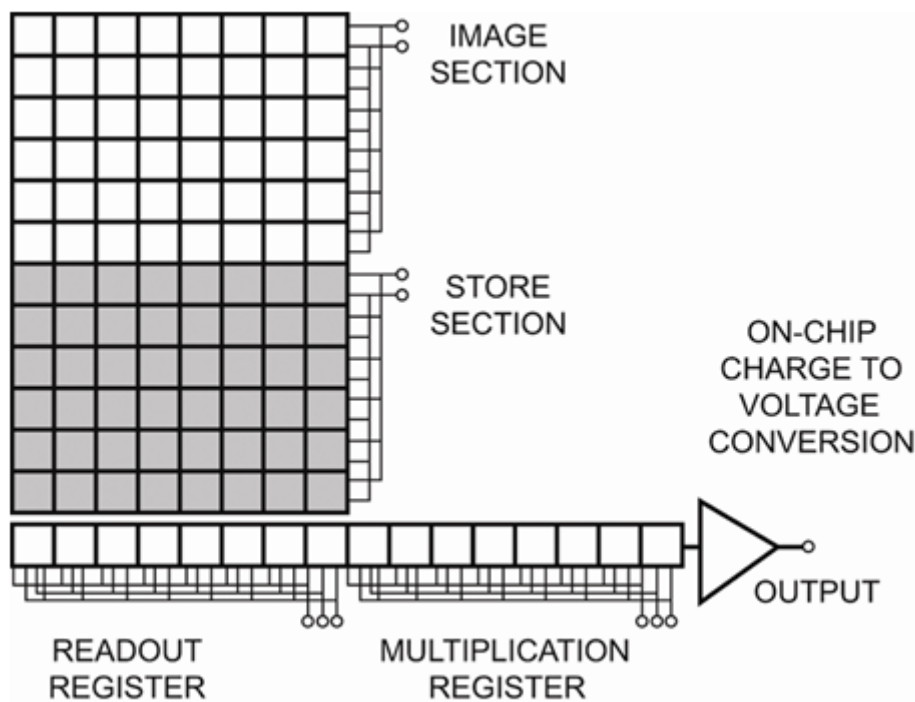 IMAGE
SECTION
STORE
SECTION
ON-CHIP
CHARGE TO
VOLTAGE
CONVERSION
OUTPUT
READOUT
REGISTER
MULTIPLICATION
REGISTER